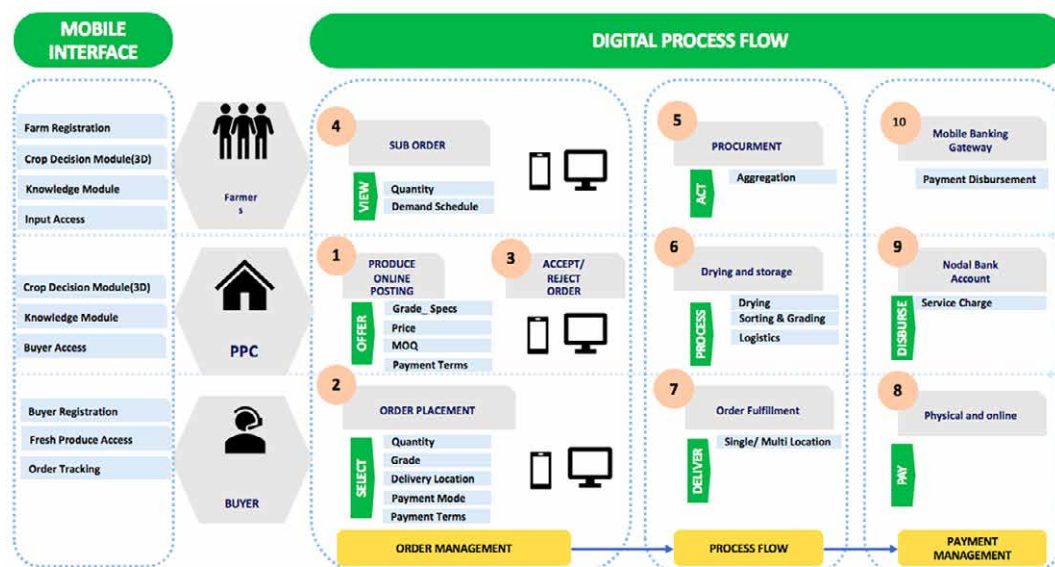 MOBILE
INTERFACE
DIGITAL PROCESS FLOW
Farm Registration
Crop Decision Module(3D)
Knowledge Module
Input Access
Farmer
s
4
SUB ORDER
VIEW
Quantity
Demand Schedule
5
PROCURMENT
ACT
Aggregation
10
Mobile Banking
Gateway
Payment Disbursement
Crop Decision Module(3D)
Knowledge Module
Buyer Access
PPC
1
PRODUCE
ONLINE
POSTING
OFFER
Grade_ Specs
Price
MOQ
Payment Terms
3
ACCEPT/
REJECT
ORDER
6
Drying and storage
PROCESS
Drying
Sorting & Grading
Logistics
9
Nodal Bank
Account
DISBURSE
Service Charge
Buyer Registration
Fresh Produce Access
Order Tracking
BUYER
2
ORDER PLACEMENT
SELECT
Quantity
Grade
Delivery Location
Payment Mode
Payment Terms
7
Order Fulfillment
DELIVER
Single/ Multi Location
8
Physical and online
PAY
ORDER MANAGEMENT
PROCESS FLOW
PAYMENT
MANAGEMENT